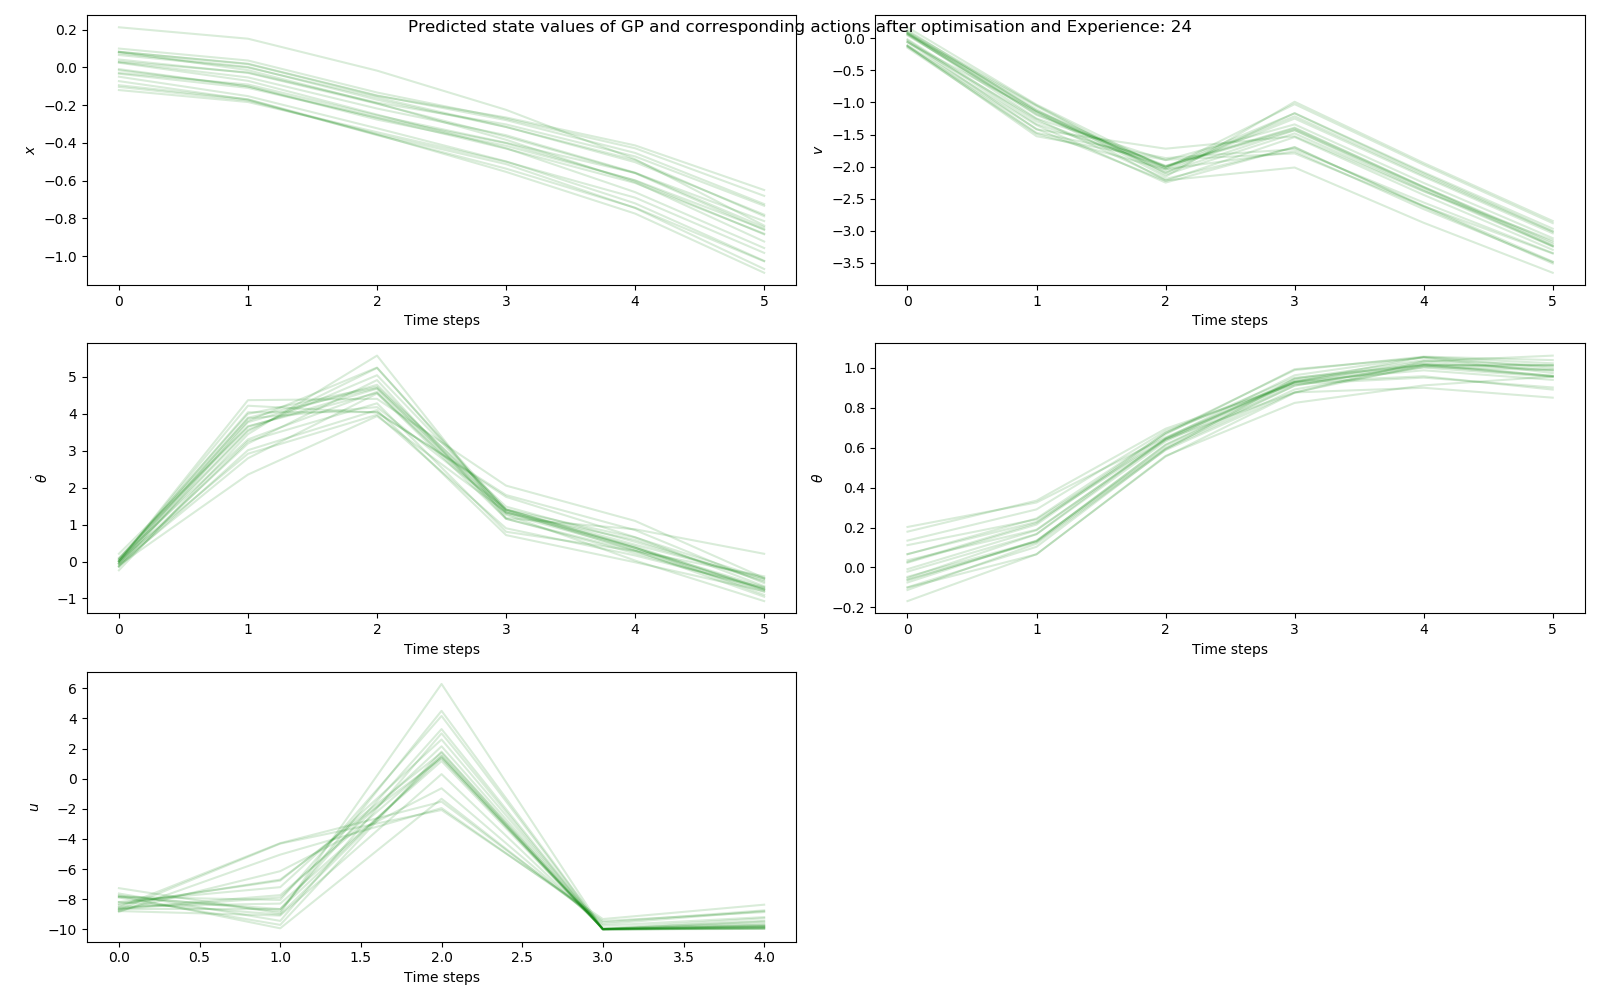 Predicted state values of GP and corresponding actions after optimisation and Experience: 24
0.2
0.0
−0.2
−0.4
−0.6
−0.8
−1.0
x
0 1 2 3 4 5
Time steps
0.0
−0.5
−1.0
−1.5
−2.0
−2.5
−3.0
−3.5
v
0 1 2 3 4 5
Time steps
5
4
3
2
1
0
−1
θ̇
0 1 2 3 4 5
Time steps
1.0
0.8
0.6
0.4
0.2
0.0
−0.2
θ
0 1 2 3 4 5
Time steps
6
4
2
0
−2
−4
−6
−8
−10
u
0.0 0.5 1.0 1.5 2.0 2.5 3.0 3.5 4.0
Time steps